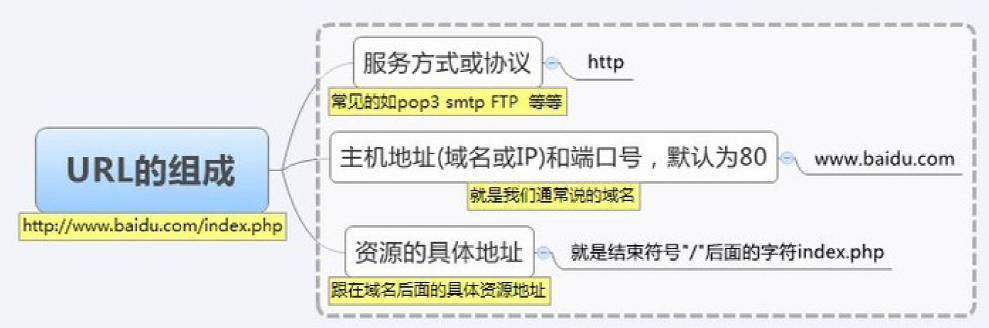 URL的组成
http://www.baidu.com/index.php
服务方式或协议
http
常见的如pop3 smtp FTP 等等
主机地址(域名或IP)和端口号，默认为80
www.baidu.com
就是我们通常说的域名
资源的具体地址
就是结束符号"/"后面的字符index.php
跟在域名后面的具体资源地址